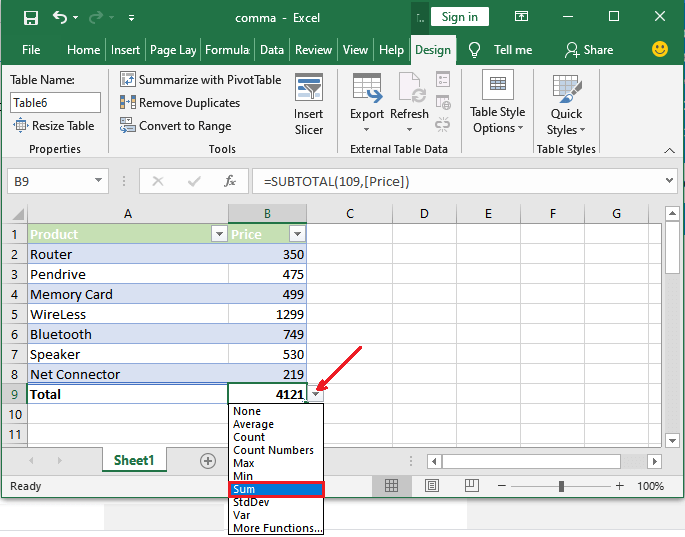 comma - Excel
Sign in
File Home Insert Page Lay Formula Data Review View Help Design Tell me Share
Table Name:
Table6
Resize Table
Properties
Summarize with PivotTable
Remove Duplicates
Convert to Range
Tools
Insert
Slicer
Export
Refresh
External Table Data
Table Style
Options
Quick
Styles
Table Styles
B9 fx =SUBTOTAL(109,[Price])
A B C D E F G
1 Product Price
2 Router 350
3 Pendrive 475
4 Memory Card 499
5 WireLess 1299
6 Bluetooth 749
7 Speaker 530
8 Net Connector 219
9 Total 4121
10
11
None
Average
Count
Count Numbers
Max
Min
Sum
StdDev
Var
More Functions...
Sheet1
Ready 100%